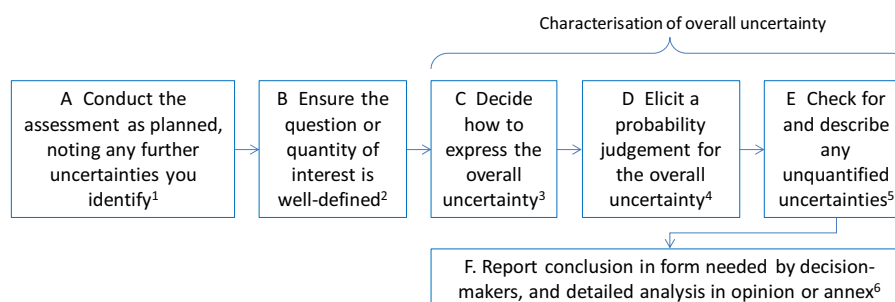 Characterisation of overall uncertainty
A Conduct the
assessment as planned,
noting any further
uncertainties you
identify1
B Ensure the
question or
quantity of
interest is
well-defined2
C Decide
how to
express the
overall
uncertainty3
D Elicit a
probability
judgement for
the overall
uncertainty4
E Check for
and describe
any
unquantified
uncertainties5
F. Report conclusion in form needed by decision-
makers, and detailed analysis in opinion or annex6